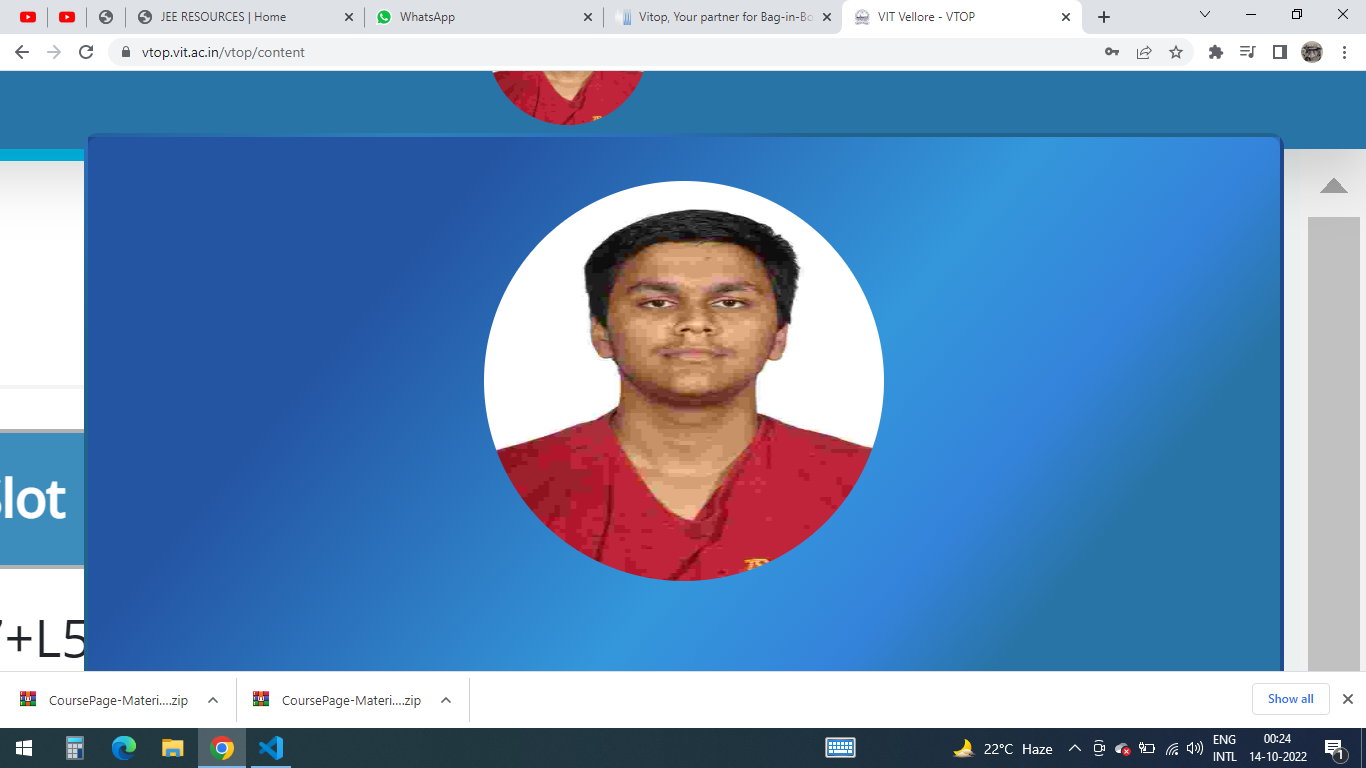 JEE RESOURCES | Home
WhatsApp
Vitop, Your partner for Bag-in-Bo
VIT Vellore - VTOP
vtop.vit.ac.in/vtop/content
Slot
+L5
CoursePage-Materi....zip
CoursePage-Materi....zip
Show all
22°C Haze
ENG
INTL
00:24
14-10-2022
1